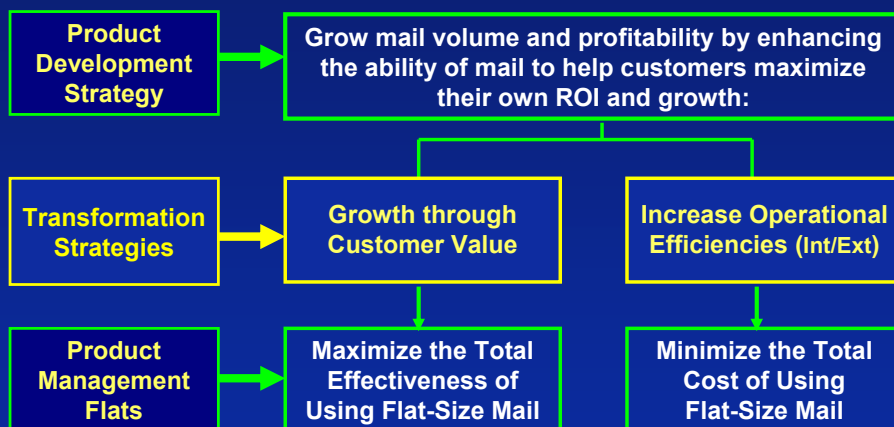 Product
Development
Strategy
Grow mail volume and profitability by enhancing
the ability of mail to help customers maximize
their own ROI and growth:
Transformation
Strategies
Growth through
Customer Value
Increase Operational
Efficiencies (Int/Ext)
Product
Management
Flats
Maximize the Total
Effectiveness of
Using Flat-Size Mail
Minimize the Total
Cost of Using
Flat-Size Mail